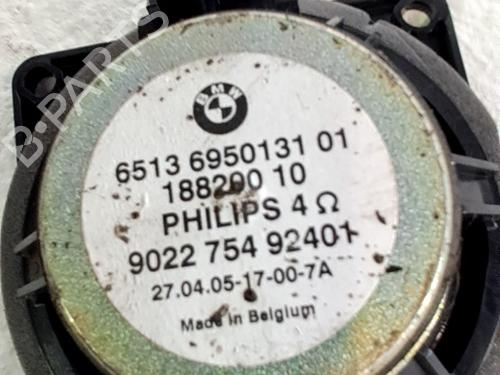 BMW
6513 6950131 01
188290 10
PHILIPS 4 Ω
9022 754 92401
27.04.05-17-00-7A
Made in Belgium
B-PARTS